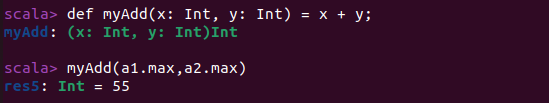 scala> def myAdd(x: Int, y: Int) = x + y;
myAdd: (x: Int, y: Int)Int
scala> myAdd(a1.max,a2.max)
res5: Int = 55